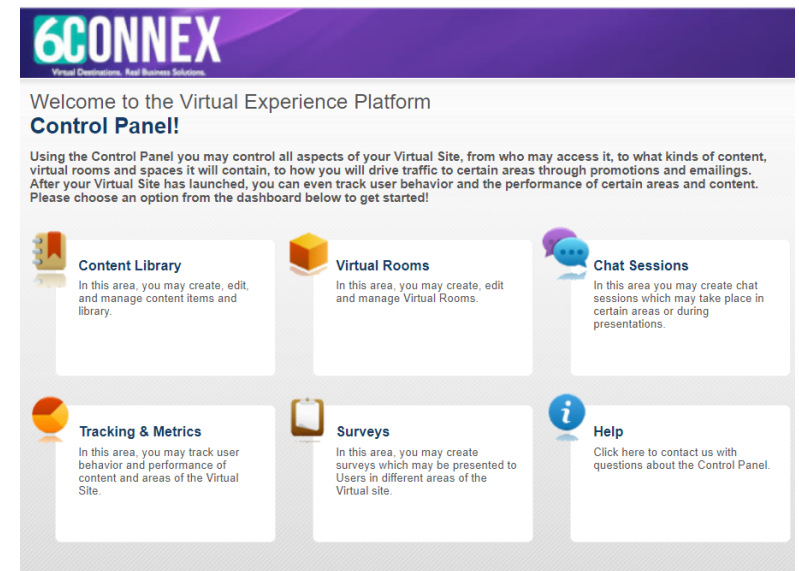 6CONNEX
Virtual Destinations. Real Business Solutions.
Welcome to the Virtual Experience Platform
Control Panel!
Using the Control Panel you may control all aspects of your Virtual Site, from who may access it, to what kinds of content,
virtual rooms and spaces it will contain, to how you will drive traffic to certain areas through promotions and emailings.
After your Virtual Site has launched, you can even track user behavior and the performance of certain areas and content.
Please choose an option from the dashboard below to get started!
Content Library
In this area, you may create, edit,
and manage content items and
library.
Virtual Rooms
In this area, you may create, edit
and manage Virtual Rooms.
Chat Sessions
In this area you may create chat
sessions which may take place in
certain areas or during
presentations.
Tracking & Metrics
In this area, you may track user
behavior and performance of
content and areas of the Virtual
Site.
Surveys
In this area, you may create
surveys which may be presented to
Users in different areas of the
Virtual site.
Help
Click here to contact us with
questions about the Control Panel.